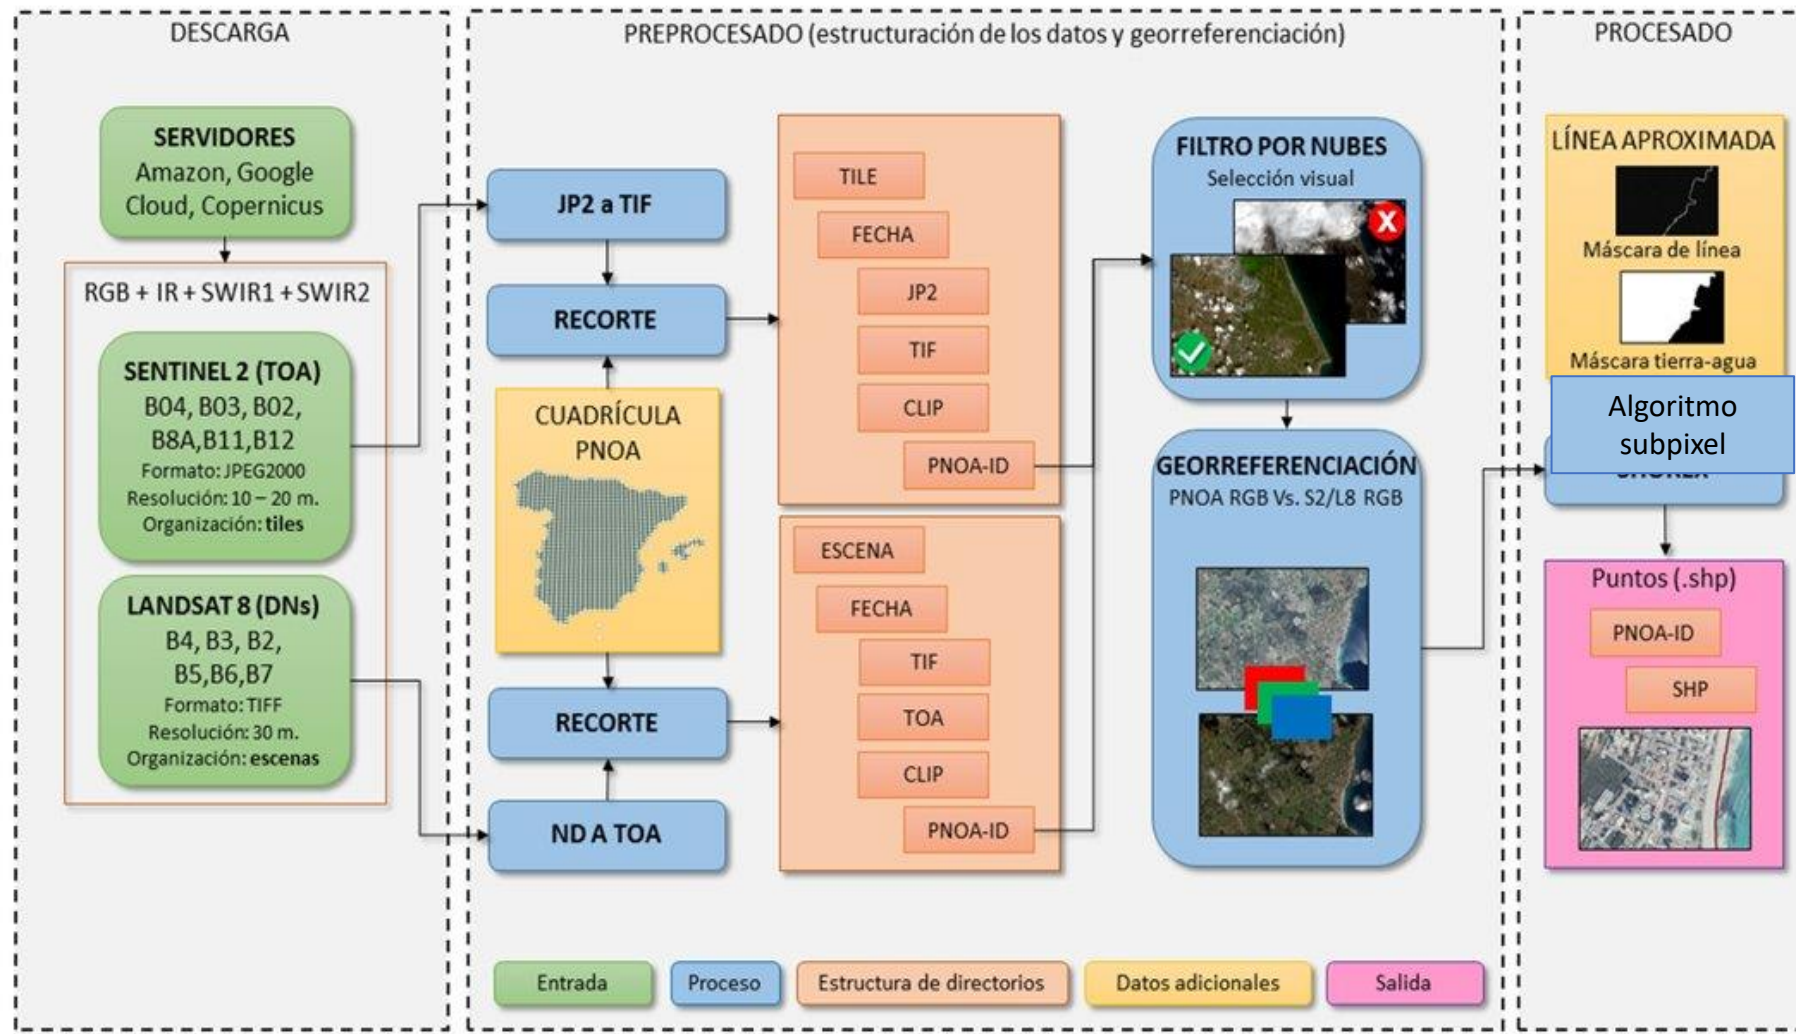 DESCARGA
SERVIDORES
Amazon, Google
Cloud, Copernicus
RGB + IR + SWIR1 + SWIR2
SENTINEL 2 (TOA)
B04, B03, B02,
B8A,B11,B12
Formato: JPEG2000
Resolución: 10 – 20 m.
Organización: tiles
LANDSAT 8 (DNs)
B4, B3, B2,
B5,B6,B7
Formato: TIFF
Resolución: 30 m.
Organización: escenas
PREPROCESADO (estructuración de los datos y georreferenciación)
JP2 a TIF
RECORTE
CUADRÍCULA
PNOA
RECORTE
ND A TOA
TILE
FECHA
JP2
TIF
CLIP
PNOA-ID
ESCENA
FECHA
TIF
TOA
CLIP
PNOA-ID
FILTRO POR NUBES
Selección visual
X
GEORREFERENCIACIÓN
PNOA RGB Vs. S2/L8 RGB
PROCESADO
LÍNEA APROXIMADA
Máscara de línea
Máscara tierra-agua
Algoritmo
subpixel
Puntos (.shp)
PNOA-ID
SHP
Entrada
Proceso
Estructura de directorios
Datos adicionales
Salida